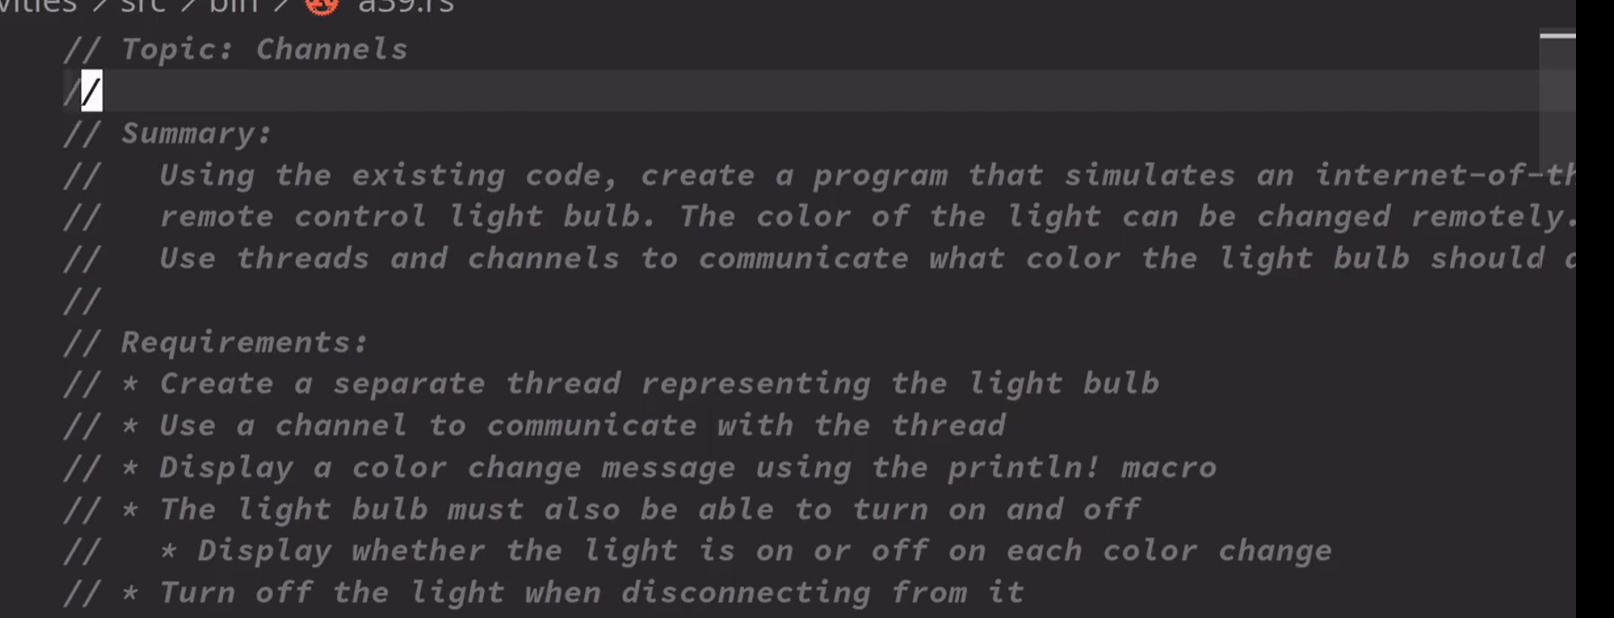 src > bin > a39.rs
// Topic: Channels
//
// Summary:
//   Using the existing code, create a program that simulates an internet-of-th
//   remote control light bulb. The color of the light can be changed remotely.
//   Use threads and channels to communicate what color the light bulb should
//
// Requirements:
// * Create a separate thread representing the light bulb
// * Use a channel to communicate with the thread
// * Display a color change message using the println! macro
// * The light bulb must also be able to turn on and off
//   * Display whether the light is on or off on each color change
// * Turn off the light when disconnecting from it